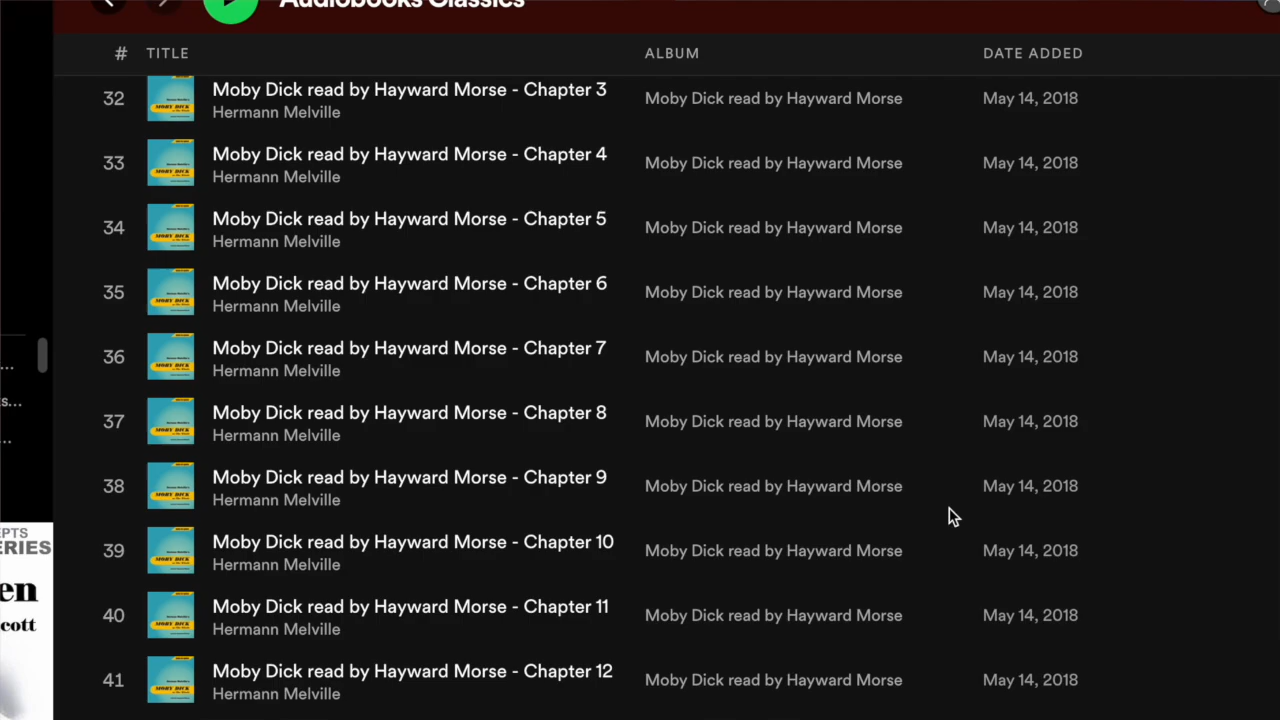 Audiobooks Classics
# TITLE ALBUM DATE ADDED
32 Moby Dick read by Hayward Morse - Chapter 3 Moby Dick read by Hayward Morse May 14, 2018
Hermann Melville
33 Moby Dick read by Hayward Morse - Chapter 4 Moby Dick read by Hayward Morse May 14, 2018
Hermann Melville
34 Moby Dick read by Hayward Morse - Chapter 5 Moby Dick read by Hayward Morse May 14, 2018
Hermann Melville
35 Moby Dick read by Hayward Morse - Chapter 6 Moby Dick read by Hayward Morse May 14, 2018
Hermann Melville
36 Moby Dick read by Hayward Morse - Chapter 7 Moby Dick read by Hayward Morse May 14, 2018
Hermann Melville
37 Moby Dick read by Hayward Morse - Chapter 8 Moby Dick read by Hayward Morse May 14, 2018
Hermann Melville
38 Moby Dick read by Hayward Morse - Chapter 9 Moby Dick read by Hayward Morse May 14, 2018
Hermann Melville
39 Moby Dick read by Hayward Morse - Chapter 10 Moby Dick read by Hayward Morse May 14, 2018
Hermann Melville
40 Moby Dick read by Hayward Morse - Chapter 11 Moby Dick read by Hayward Morse May 14, 2018
Hermann Melville
41 Moby Dick read by Hayward Morse - Chapter 12 Moby Dick read by Hayward Morse May 14, 2018
Hermann Melville
...
s...
...
EPTS
ERIES
en
cott